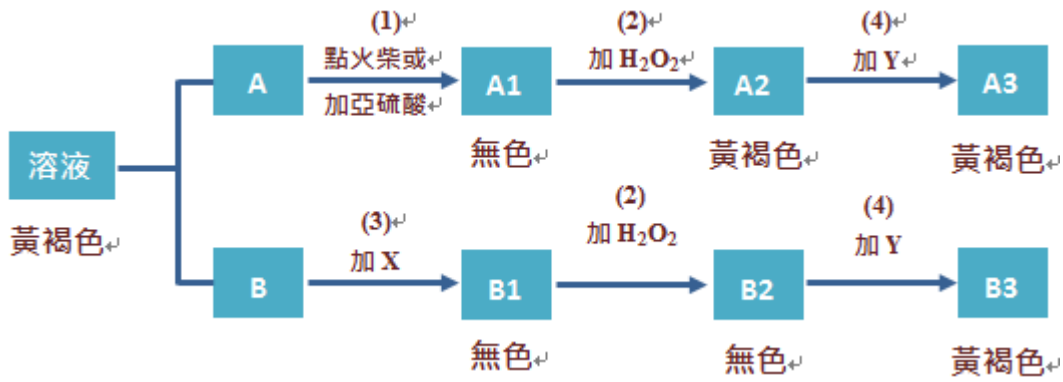 (1)↵
點火柴或↵
加亞硫酸↵
(2)↵
加 H₂O₂↵
(4)↵
加 Y↵
A
A1
A2
A3
無色↵
黃褐色↵
黃褐色↵
溶液
黃褐色↵
(3)↵
加 X
(2)
加 H₂O₂
(4)
加 Y
B
B1
B2
B3
無色↵
無色↵
黃褐色↵